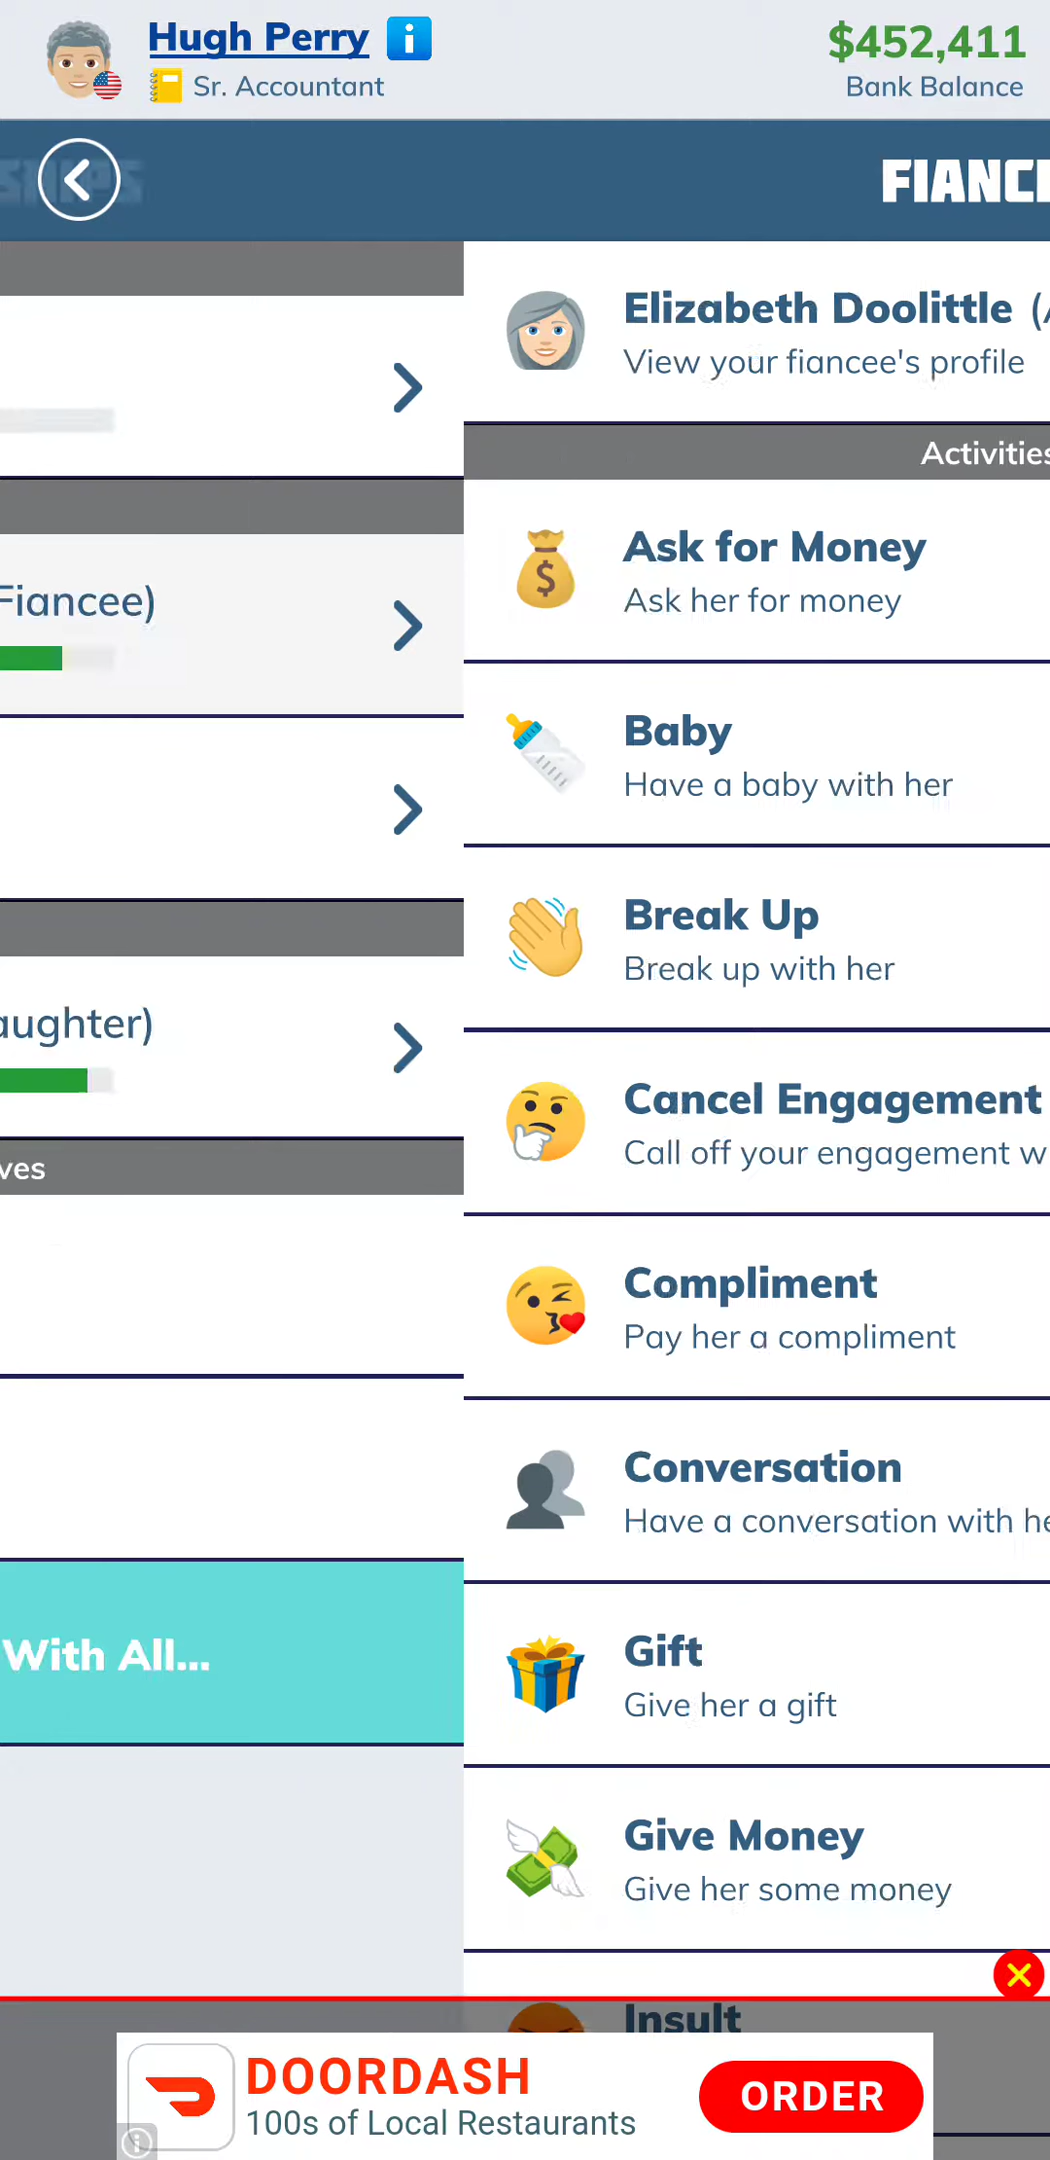 Hugh Perry
Sr. Accountant
$452,411
Bank Balance
SHIPS
FIANC
Elizabeth Doolittle (
View your fiancee's profile
Activities
Fiancee)
aughter)
ves
With All...
Ask for Money
Ask her for money
Baby
Have a baby with her
Break Up
Break up with her
Cancel Engagement
Call off your engagement w
Compliment
Pay her a compliment
Conversation
Have a conversation with he
Gift
Give her a gift
Give Money
Give her some money
Insult
DOORDASH
100s of Local Restaurants
ORDER